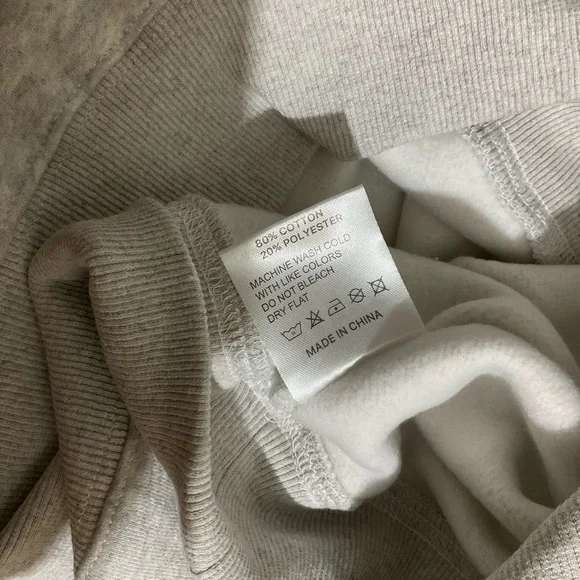 80% COTTON
20% POLYESTER
MACHINE WASH COLD
WITH LIKE COLORS
DO NOT BLEACH
DRY FLAT
MADE IN CHINA